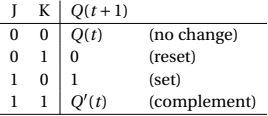 J K Q(t+1)
0 0 Q(t) (no change)
0 1 0 (reset)
1 0 1 (set)
1 1 Q′(t) (complement)